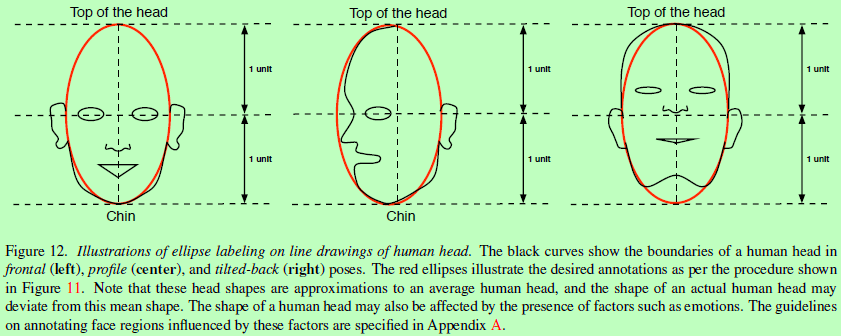 Top of the head Top of the head Top of the head
1 unit 1 unit 1 unit
1 unit 1 unit 1 unit
Chin Chin
Figure 12. Illustrations of ellipse labeling on line drawings of human head. The black curves show the boundaries of a human head in
frontal (left), profile (center), and tilted-back (right) poses. The red ellipses illustrate the desired annotations as per the procedure shown
in Figure 11. Note that these head shapes are approximations to an average human head, and the shape of an actual human head may
deviate from this mean shape. The shape of a human head may also be affected by the presence of factors such as emotions. The guidelines
on annotating face regions influenced by these factors are specified in Appendix A.